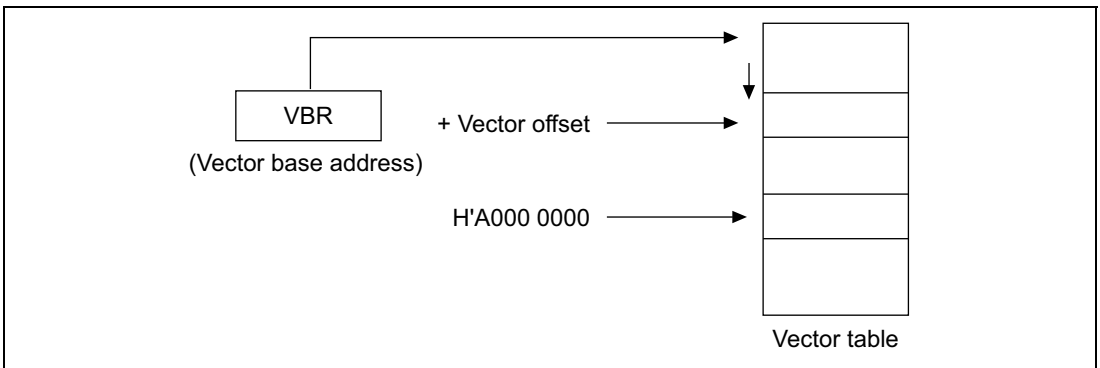 VBR
+ Vector offset
(Vector base address)
H'A000 0000
Vector table